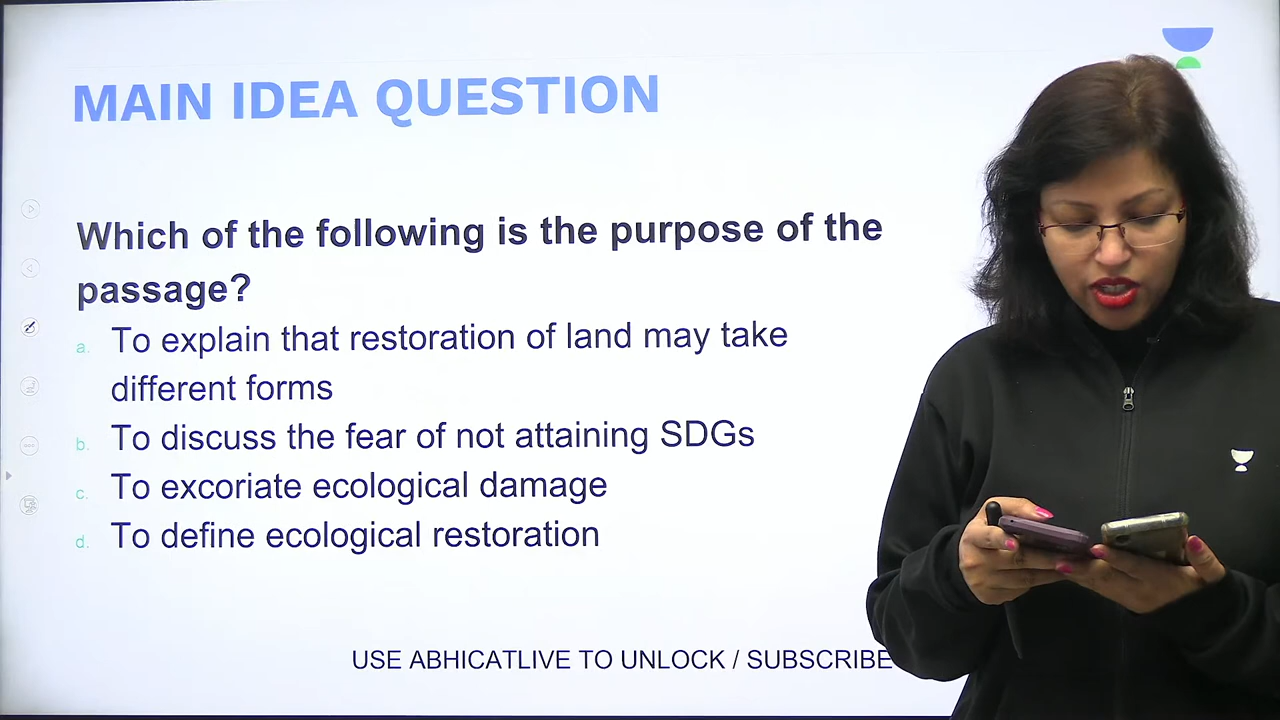 MAIN IDEA QUESTION
Which of the following is the purpose of the
passage?
a. To explain that restoration of land may take
different forms
b. To discuss the fear of not attaining SDGs
c. To excoriate ecological damage
d. To define ecological restoration
USE ABHICATLIVE TO UNLOCK / SUBSCRIBE